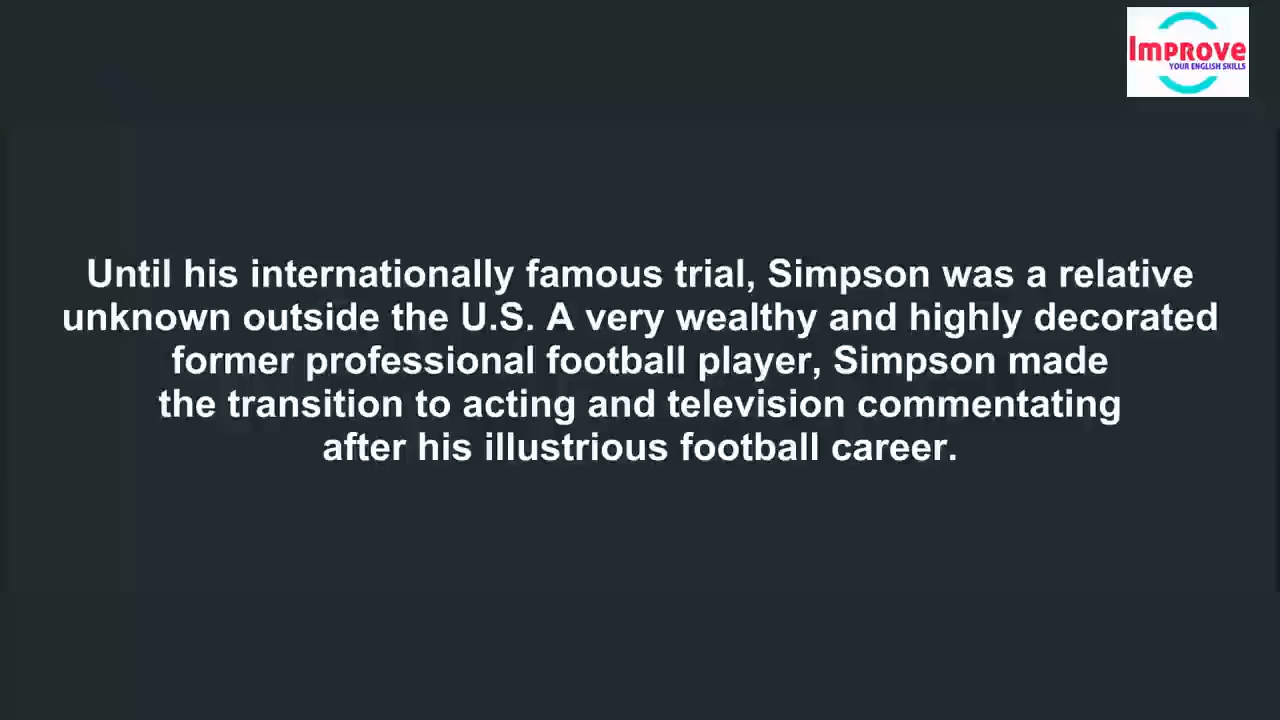 Improve
YOUR ENGLISH SKILLS
Until his internationally famous trial, Simpson was a relative
unknown outside the U.S. A very wealthy and highly decorated
former professional football player, Simpson made
the transition to acting and television commentating
after his illustrious football career.